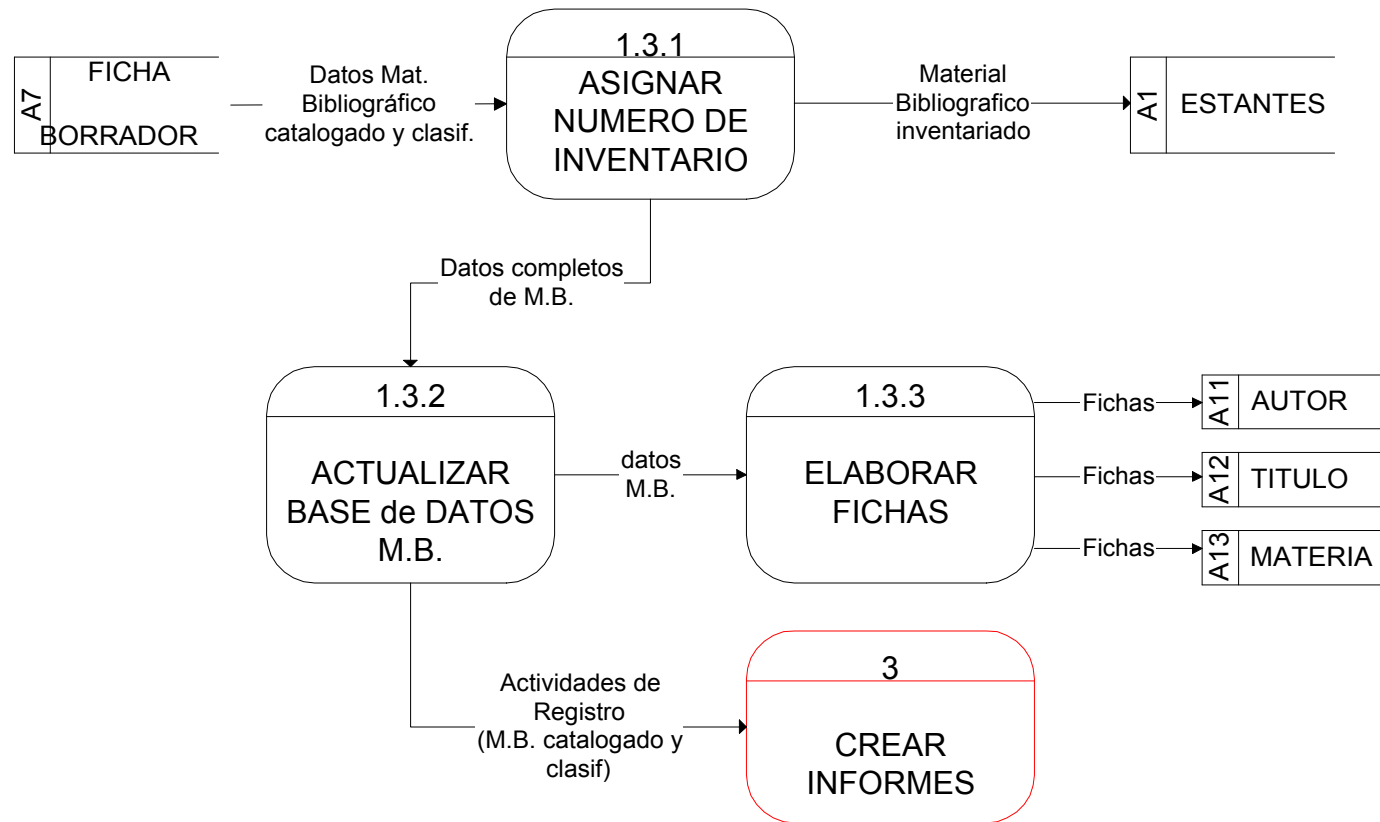 A7
FICHA
BORRADOR
Datos Mat.
Bibliográfico
catalogado y clasif.
1.3.1
ASIGNAR
NUMERO DE
INVENTARIO
Material
Bibliografico
inventariado
A1
ESTANTES
Datos completos
de M.B.
1.3.2
ACTUALIZAR
BASE de DATOS
M.B.
datos
M.B.
1.3.3
ELABORAR
FICHAS
Fichas
A11
AUTOR
Fichas
A12
TITULO
Fichas
A13
MATERIA
Actividades de
Registro
(M.B. catalogado y
clasif)
3
CREAR
INFORMES